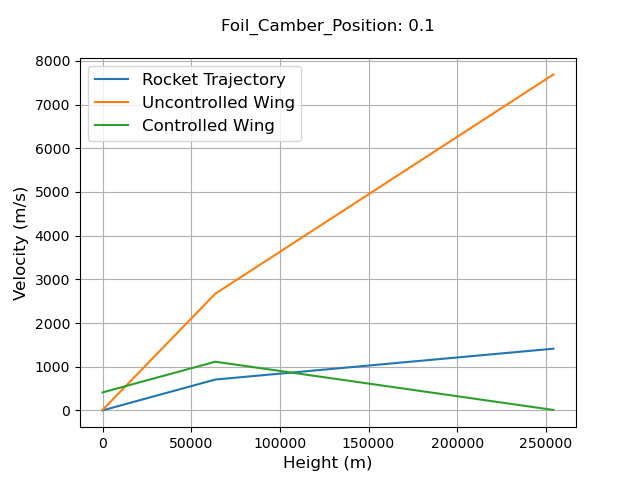 Foil_Camber_Position: 0.1
8000
7000
6000
5000
4000
3000
2000
1000
0
Velocity (m/s)
Rocket Trajectory
Uncontrolled Wing
Controlled Wing
0 50000 100000 150000 200000 250000
Height (m)